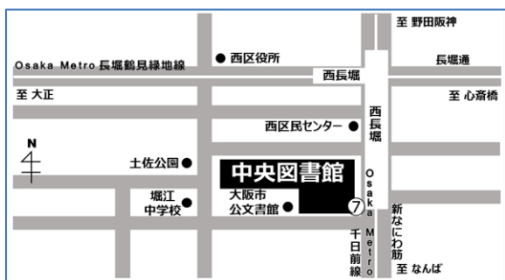 至 野田阪神
西区役所
Osaka Metro 長堀鶴見緑地線
西長堀
長堀通
至 大正
至 心斎橋
西長堀
西区民センター
N
土佐公園
中央図書館
堀江
中学校
大阪市
公文書館
⑦
Osaka Metro
千日前線
新なにわ筋
至 なんば